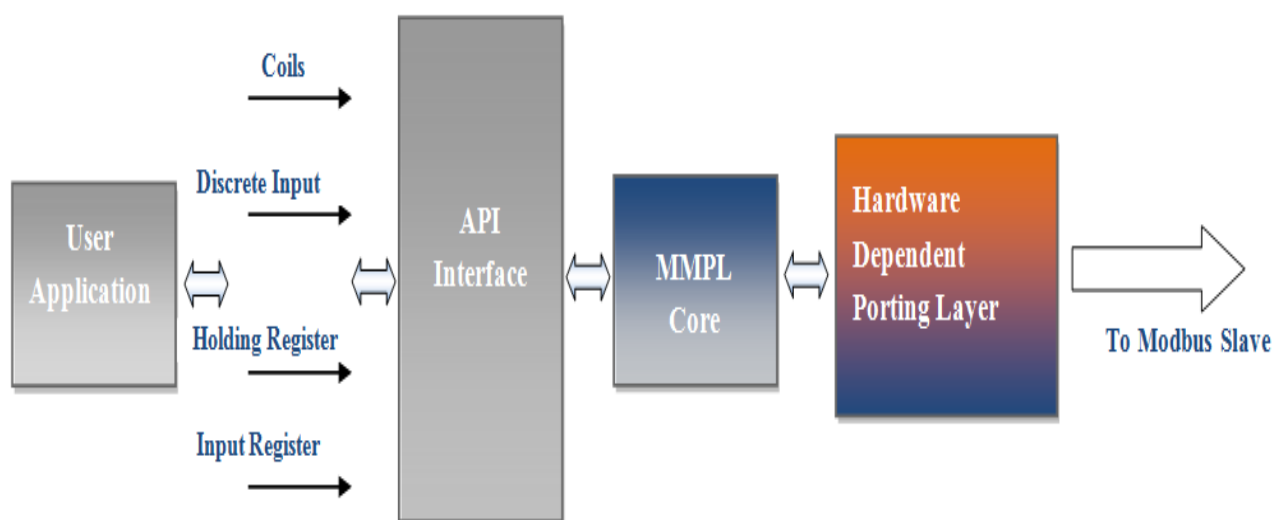 User
Application
Coils
Discrete Input
Holding Register
Input Register
API
Interface
MMPL
Core
Hardware
Dependent
Porting Layer
To Modbus Slave